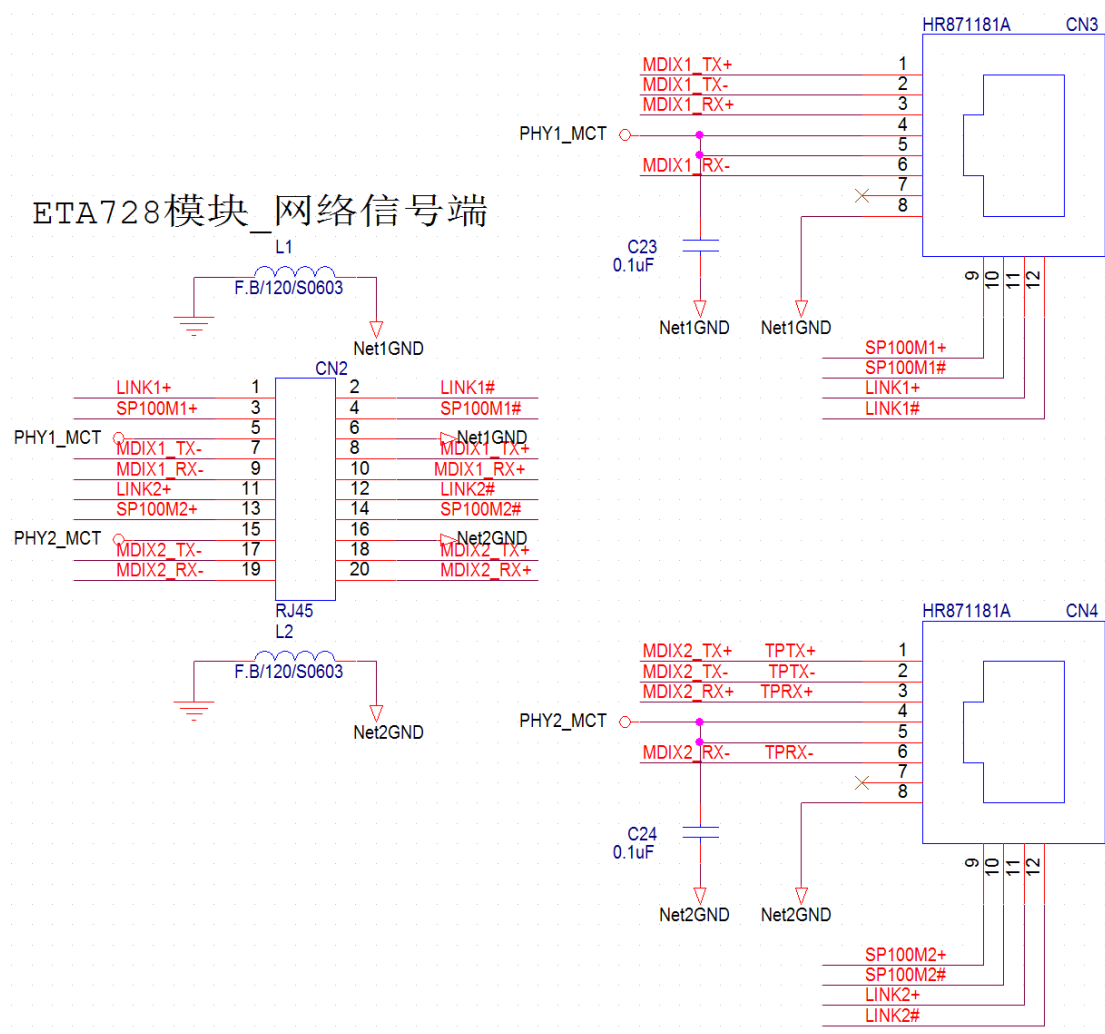 HR871181A CN3
MDIX1_TX+ 1
MDIX1_TX- 2
MDIX1_RX+ 3
PHY1_MCT 4
5
MDIX1_RX- 6
7
8
C23
0.1uF
Net1GND Net1GND
9 10 11 12
SP100M1+
SP100M1#
LINK1+
LINK1#
ETA728模块_网络信号端
L1
F.B/120/S0603
Net1GND
CN2
LINK1+ 1 2 LINK1#
SP100M1+ 3 4 SP100M1#
PHY1_MCT 5 6 Net1GND
MDIX1_TX- 7 8 MDIX1_TX+
MDIX1_RX- 9 10 MDIX1_RX+
LINK2+ 11 12 LINK2#
SP100M2+ 13 14 SP100M2#
PHY2_MCT 15 16 Net2GND
MDIX2_TX- 17 18 MDIX2_TX+
MDIX2_RX- 19 20 MDIX2_RX+
RJ45
L2
F.B/120/S0603
Net2GND
HR871181A CN4
MDIX2_TX+ TPTX+ 1
MDIX2_TX- TPTX- 2
MDIX2_RX+ TPRX+ 3
PHY2_MCT 4
5
MDIX2_RX- TPRX- 6
7
8
C24
0.1uF
Net2GND Net2GND
9 10 11 12
SP100M2+
SP100M2#
LINK2+
LINK2#